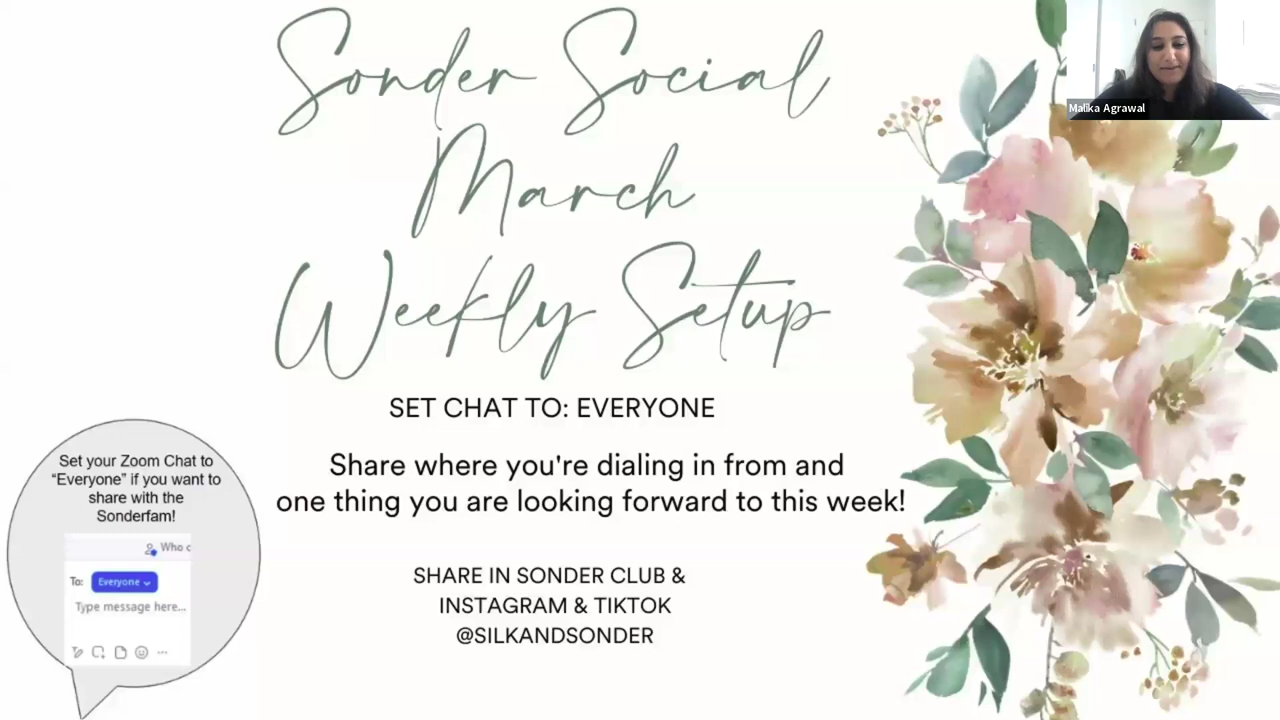 Sonder Social
March
Weekly Setup
Malika Agrawal
SET CHAT TO: EVERYONE
Share where you're dialing in from and
one thing you are looking forward to this week!
SHARE IN SONDER CLUB &
INSTAGRAM & TIKTOK
@SILKANDSONDER
Set your Zoom Chat to
“Everyone” if you want to
share with the
Sonderfam!
Who c
To: Everyone
Type message here...